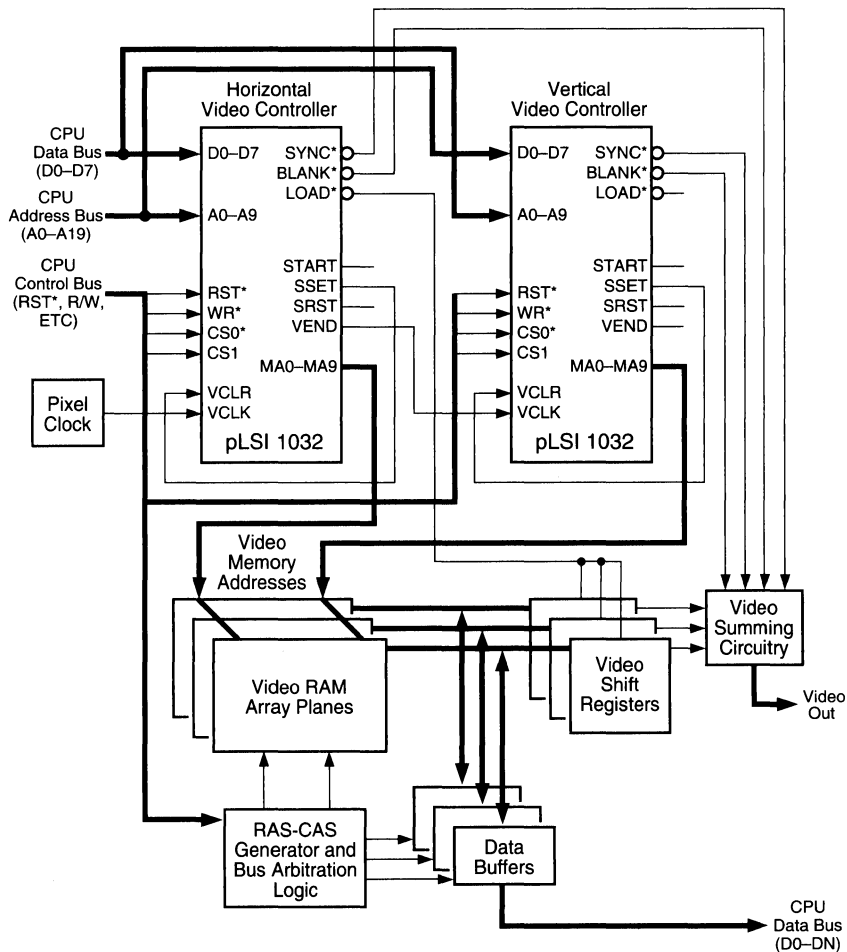 Horizontal
Video Controller
Vertical
Video Controller
CPU
Data Bus
(D0–D7)
CPU
Address Bus
(A0–A19)
CPU
Control Bus
(RST*, R/W,
ETC)
Pixel
Clock
D0–D7
A0–A9
RST*
WR*
CS0*
CS1
VCLR
VCLK
SYNC*
BLANK*
LOAD*
START
SSET
SRST
VEND
MA0–MA9
pLSI 1032
D0–D7
A0–A9
RST*
WR*
CS0*
CS1
VCLR
VCLK
SYNC*
BLANK*
LOAD*
START
SSET
SRST
VEND
MA0–MA9
pLSI 1032
Video
Memory
Addresses
Video RAM
Array Planes
Video
Shift
Registers
Video
Summing
Circuitry
Video
Out
RAS-CAS
Generator and
Bus Arbitration
Logic
Data
Buffers
CPU
Data Bus
(D0–DN)